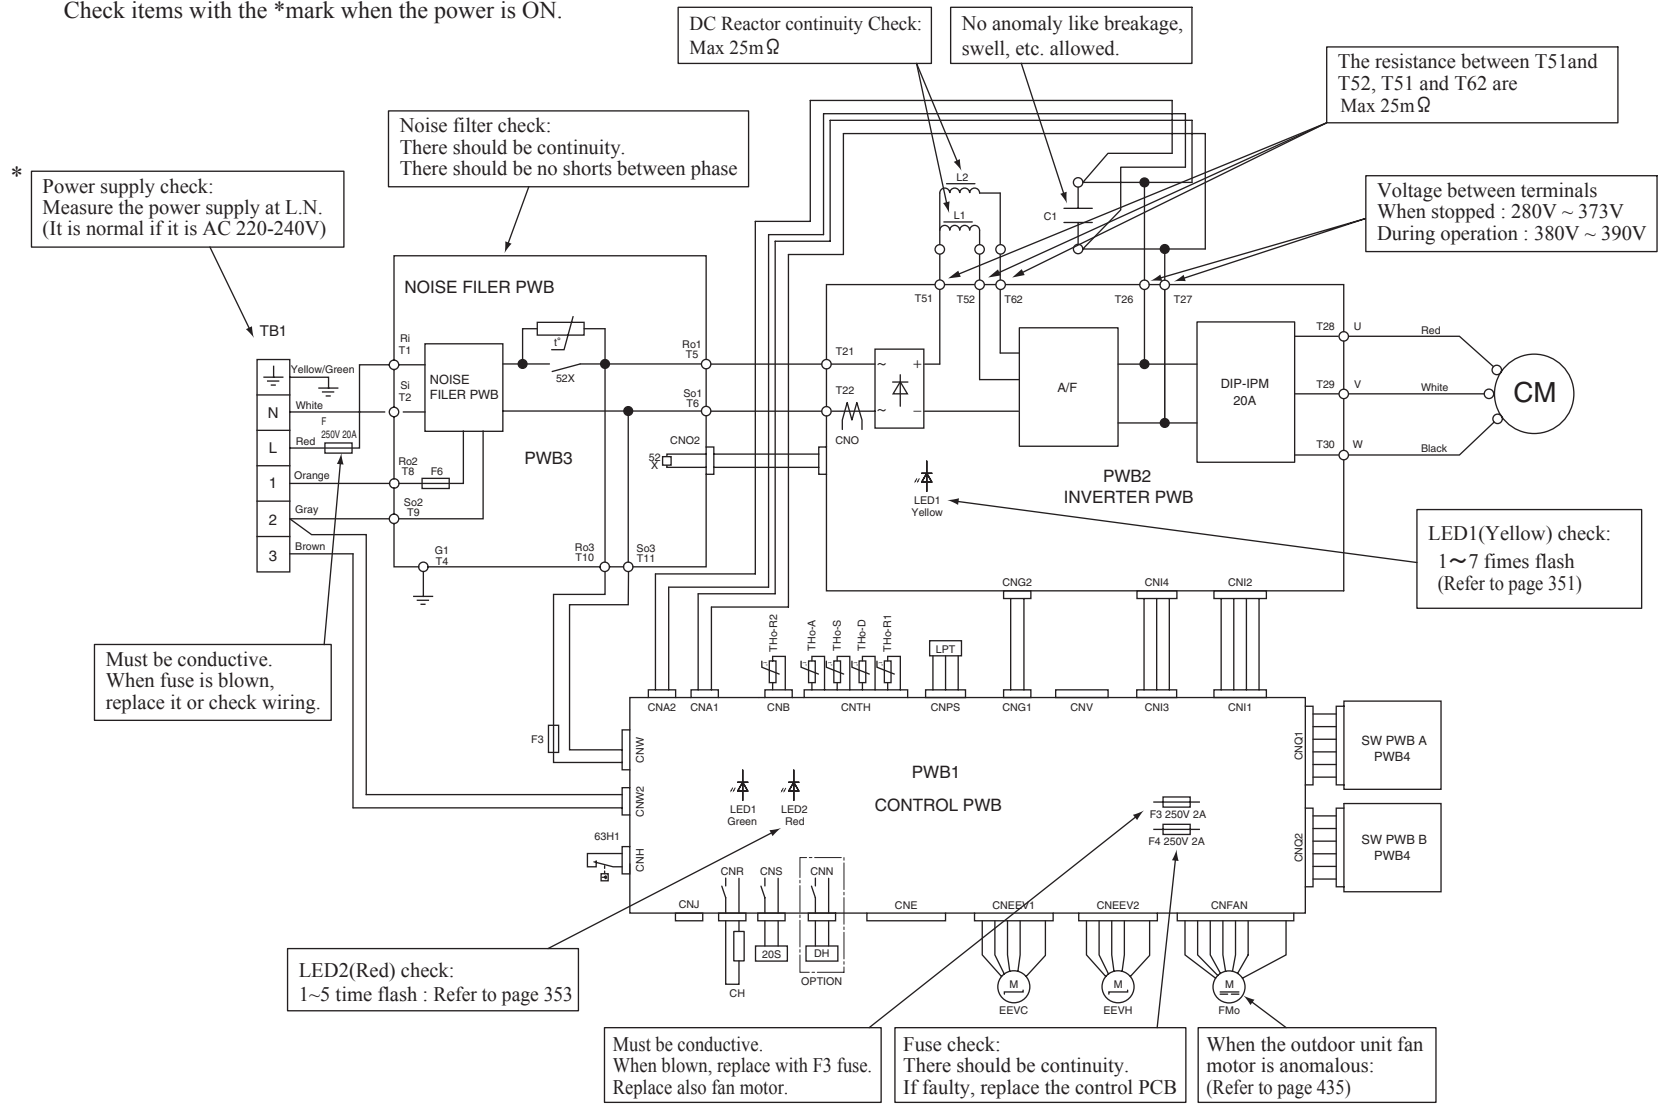 Check items with the *mark when the power is ON.
DC Reactor continuity Check:
Max 25mΩ
No anomaly like breakage,
swell, etc. allowed.
The resistance between T51and
T52, T51 and T62 are
Max 25mΩ
Noise filter check:
There should be continuity.
There should be no shorts between phase
*
Power supply check:
Measure the power supply at L.N.
(It is normal if it is AC 220-240V)
Voltage between terminals
When stopped : 280V ~ 373V
During operation : 380V ~ 390V
L2
L1
C1
NOISE FILER PWB
TB1
T51
T52
T62
T26
T27
Ri
T1
Si
T2
NOISE
FILER PWB
t°
52X
Ro1
T5
So1
T6
T21
T22
CNO
~
~
+
−
A/F
DIP-IPM
20A
T28
U
Red
T29
V
White
T30
W
Black
CM
Yellow/Green
N
White
F
250V 20A
L
Red
1
Orange
2
Gray
3
Brown
Ro2
T8
F6
So2
T9
PWB3
CNO2
52
X
G1
T4
Ro3
T10
So3
T11
PWB2
INVERTER PWB
LED1
Yellow
LED1(Yellow) check:
1~7 fimes flash
(Refer to page 351)
CNG2
CNI4
CNI2
Must be conductive.
When fuse is blown,
replace it or check wiring.
THo-R2
THo-A
THo-S
THo-D
THo-R1
LPT
CNA2
CNA1
CNB
CNTH
CNPS
CNG1
CNV
CNI3
CNI1
F3
CNW
CNW2
63H1
CNH
PWB1
CONTROL PWB
LED1
Green
LED2
Red
F3 250V 2A
F4 250V 2A
CNQ1
SW PWB A
PWB4
CNQ2
SW PWB B
PWB4
CNR
CNS
CNN
CNJ
CNE
CNEEV1
CNEEV2
CNFAN
20S
DH
CH
OPTION
M
EEVC
M
EEVH
M
FMo
LED2(Red) check:
1~5 time flash : Refer to page 353
Must be conductive.
When blown, replace with F3 fuse.
Replace also fan motor.
Fuse check:
There should be continuity.
If faulty, replace the control PCB
When the outdoor unit fan
motor is anomalous:
(Refer to page 435)